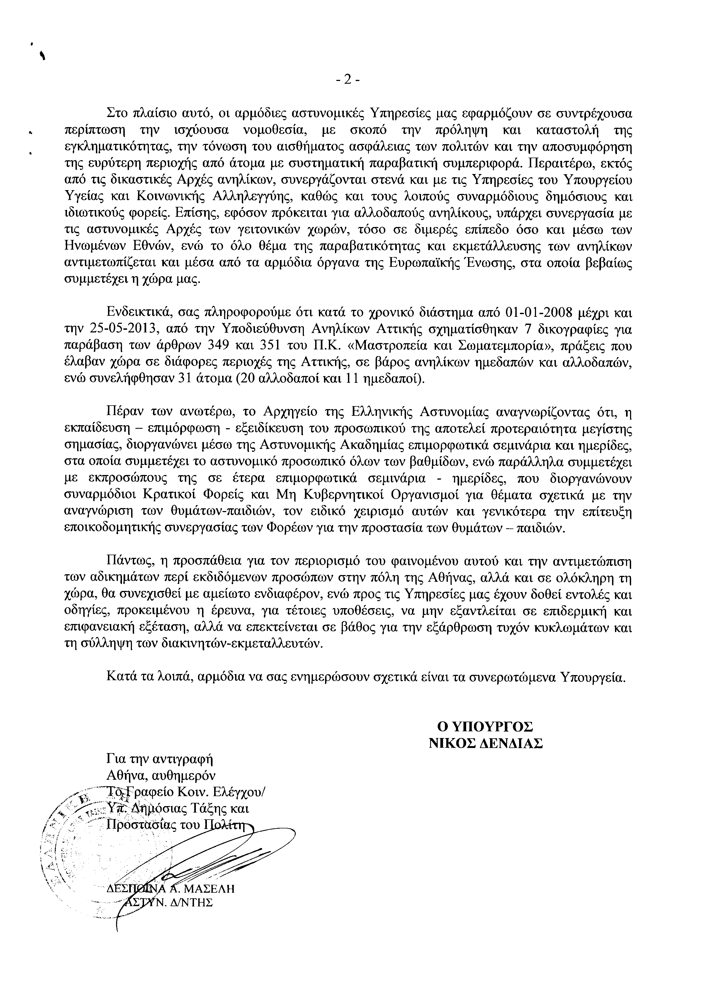 - 2 -
Στο πλαίσιο αυτό, οι αρμόδιες αστυνομικές Υπηρεσίες μας εφαρμόζουν σε συντρέχουσα
περίπτωση την ισχύουσα νομοθεσία, με σκοπό την πρόληψη και καταστολή της
εγκληματικότητας, την τόνωση του αισθήματος ασφάλειας των πολιτών και την αποσυμφόρηση
της ευρύτερη περιοχής από άτομα με συστηματική παραβατική συμπεριφορά. Περαιτέρω, εκτός
από τις δικαστικές Αρχές ανηλίκων, συνεργάζονται στενά και με τις Υπηρεσίες του Υπουργείου
Υγείας και Κοινωνικής Αλληλεγγύης, καθώς και τους λοιπούς συναρμόδιους δημόσιους και
ιδιωτικούς φορείς. Επίσης, εφόσον πρόκειται για αλλοδαπούς ανηλίκους, υπάρχει συνεργασία με
τις αστυνομικές Αρχές των γειτονικών χωρών, τόσο σε διμερές επίπεδο όσο και μέσω των
Ηνωμένων Εθνών, ενώ το όλο θέμα της παραβατικότητας και εκμετάλλευσης των ανηλίκων
αντιμετωπίζεται και μέσα από τα αρμόδια όργανα της Ευρωπαϊκής Ένωσης, στα οποία βεβαίως
συμμετέχει η χώρα μας.
Ενδεικτικά, σας πληροφορούμε ότι κατά το χρονικό διάστημα από 01-01-2008 μέχρι και
την 25-05-2013, από την Υποδιεύθυνση Ανηλίκων Αττικής σχηματίσθηκαν 7 δικογραφίες για
παράβαση των άρθρων 349 και 351 του Π.Κ. «Μαστροπεία και Σωματεμπορία», πράξεις που
έλαβαν χώρα σε διάφορες περιοχές της Αττικής, σε βάρος ανηλίκων ημεδαπών και αλλοδαπών,
ενώ συνελήφθησαν 31 άτομα (20 αλλοδαποί και 11 ημεδαποί).
Πέραν των ανωτέρω, το Αρχηγείο της Ελληνικής Αστυνομίας αναγνωρίζοντας ότι, η
εκπαίδευση – επιμόρφωση - εξειδίκευση του προσωπικού της αποτελεί προτεραιότητα μεγίστης
σημασίας, διοργανώνει μέσω της Αστυνομικής Ακαδημίας επιμορφωτικά σεμινάρια και ημερίδες,
στα οποία συμμετέχει το αστυνομικό προσωπικό όλων των βαθμίδων, ενώ παράλληλα συμμετέχει
με εκπροσώπους της σε έτερα επιμορφωτικά σεμινάρια - ημερίδες, που διοργανώνουν
συναρμόδιοι Κρατικοί Φορείς και Μη Κυβερνητικοί Οργανισμοί για θέματα σχετικά με την
αναγνώριση των θυμάτων-παιδιών, τον ειδικό χειρισμό αυτών και γενικότερα την επίτευξη
εποικοδομητικής συνεργασίας των Φορέων για την προστασία των θυμάτων – παιδιών.
Πάντως, η προσπάθεια για τον περιορισμό του φαινομένου αυτού και την αντιμετώπιση
των αδικημάτων περί εκδιδόμενων προσώπων στην πόλη της Αθήνας, αλλά και σε ολόκληρη τη
χώρα, θα συνεχισθεί με αμείωτο ενδιαφέρον, ενώ προς τις Υπηρεσίες μας έχουν δοθεί εντολές και
οδηγίες, προκειμένου η έρευνα, για τέτοιες υποθέσεις, να μην εξαντλείται σε επιδερμική και
επιφανειακή εξέταση, αλλά να επεκτείνεται σε βάθος για την εξάρθρωση τυχόν κυκλωμάτων και
τη σύλληψη των διακινητών-εκμεταλλευτών.
Κατά τα λοιπά, αρμόδια να σας ενημερώσουν σχετικά είναι τα συνερωτώμενα Υπουργεία.
Ο ΥΠΟΥΡΓΟΣ
ΝΙΚΟΣ ΔΕΝΔΙΑΣ
Για την αντιγραφή
Αθήνα, αυθημερόν
Το Γραφείο Κοιν. Ελέγχου/
Υπ. Δημόσιας Τάξης και
Προστασίας του Πολίτη
ΔΕΣΠΟΙΝΑ Α. ΜΑΣΕΛΗ
ΑΣΤΥΝ. Δ/ΝΤΗΣ